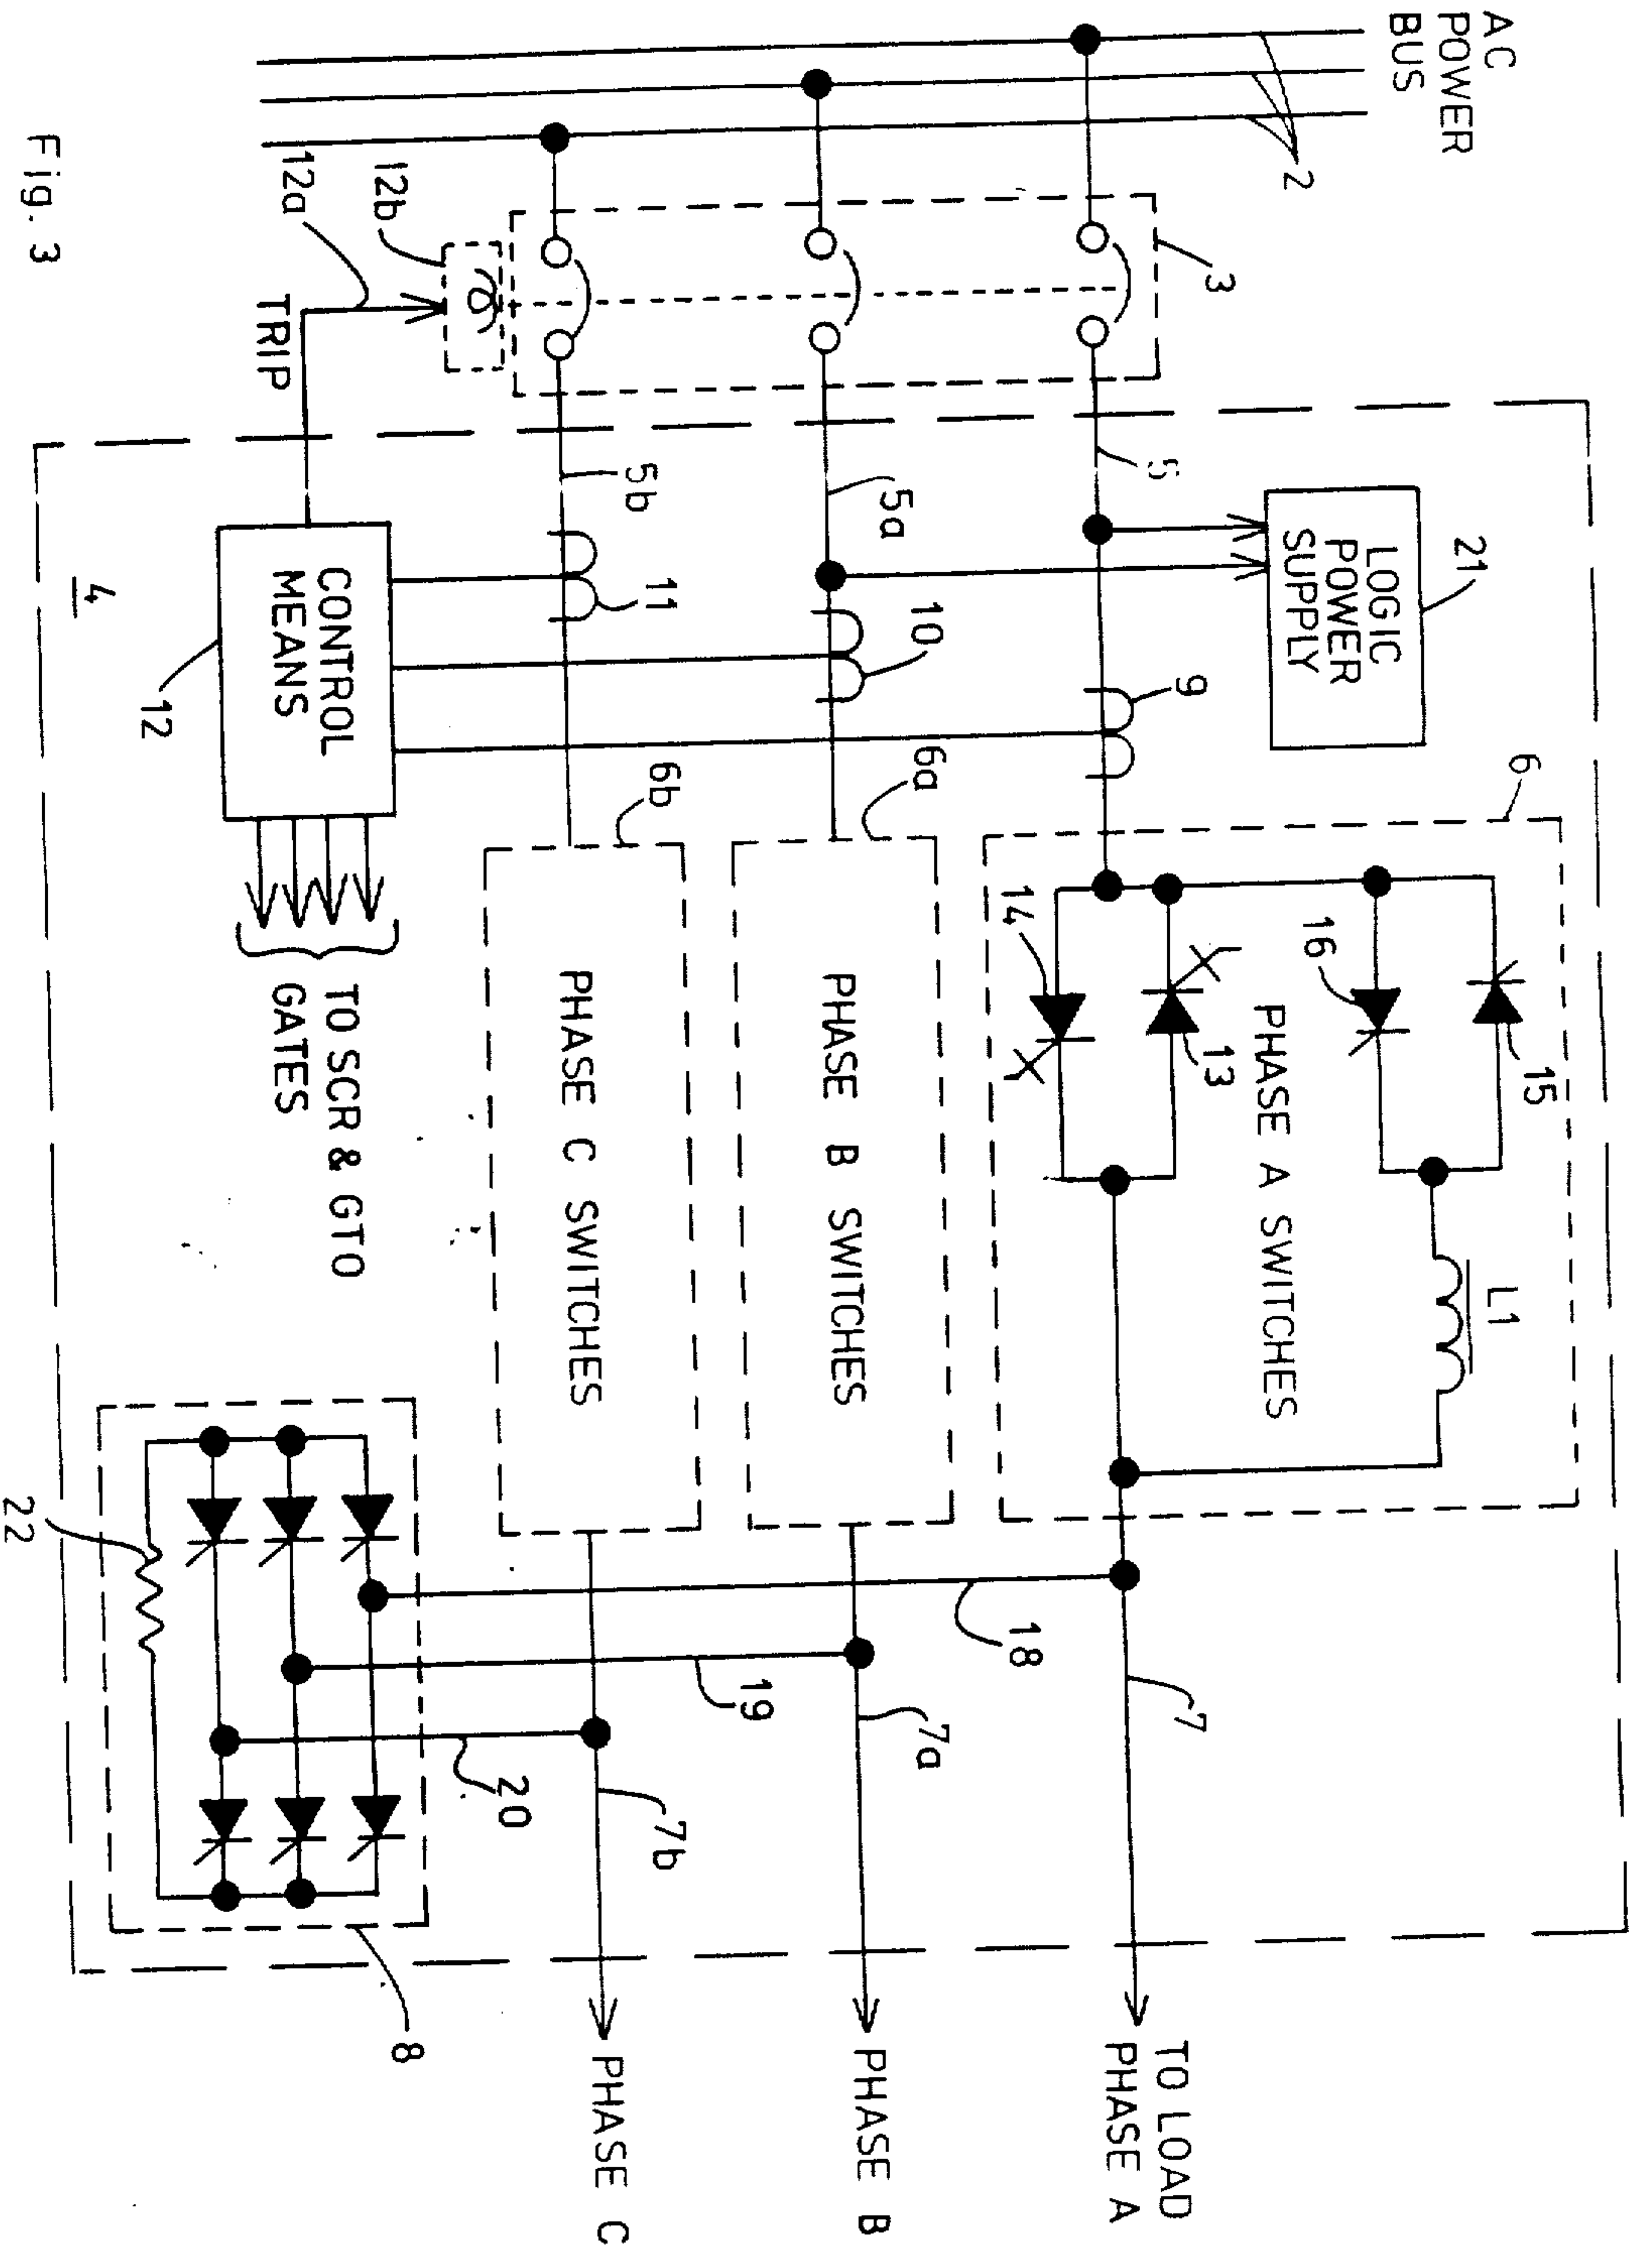 AC
POWER
BUS
2
3
12b
12a
TRIP
5
5a
5b
21
LOGIC
POWER
SUPPLY
9
10
11
4
CONTROL
MEANS
12
TO SCR & GTO
GATES
6
6a
6b
15
16
13
14
L1
PHASE A SWITCHES
PHASE B SWITCHES
PHASE C SWITCHES
18
19
20
22
7
7a
7b
8
TO LOAD
PHASE A
PHASE B
PHASE C
Fig. 3